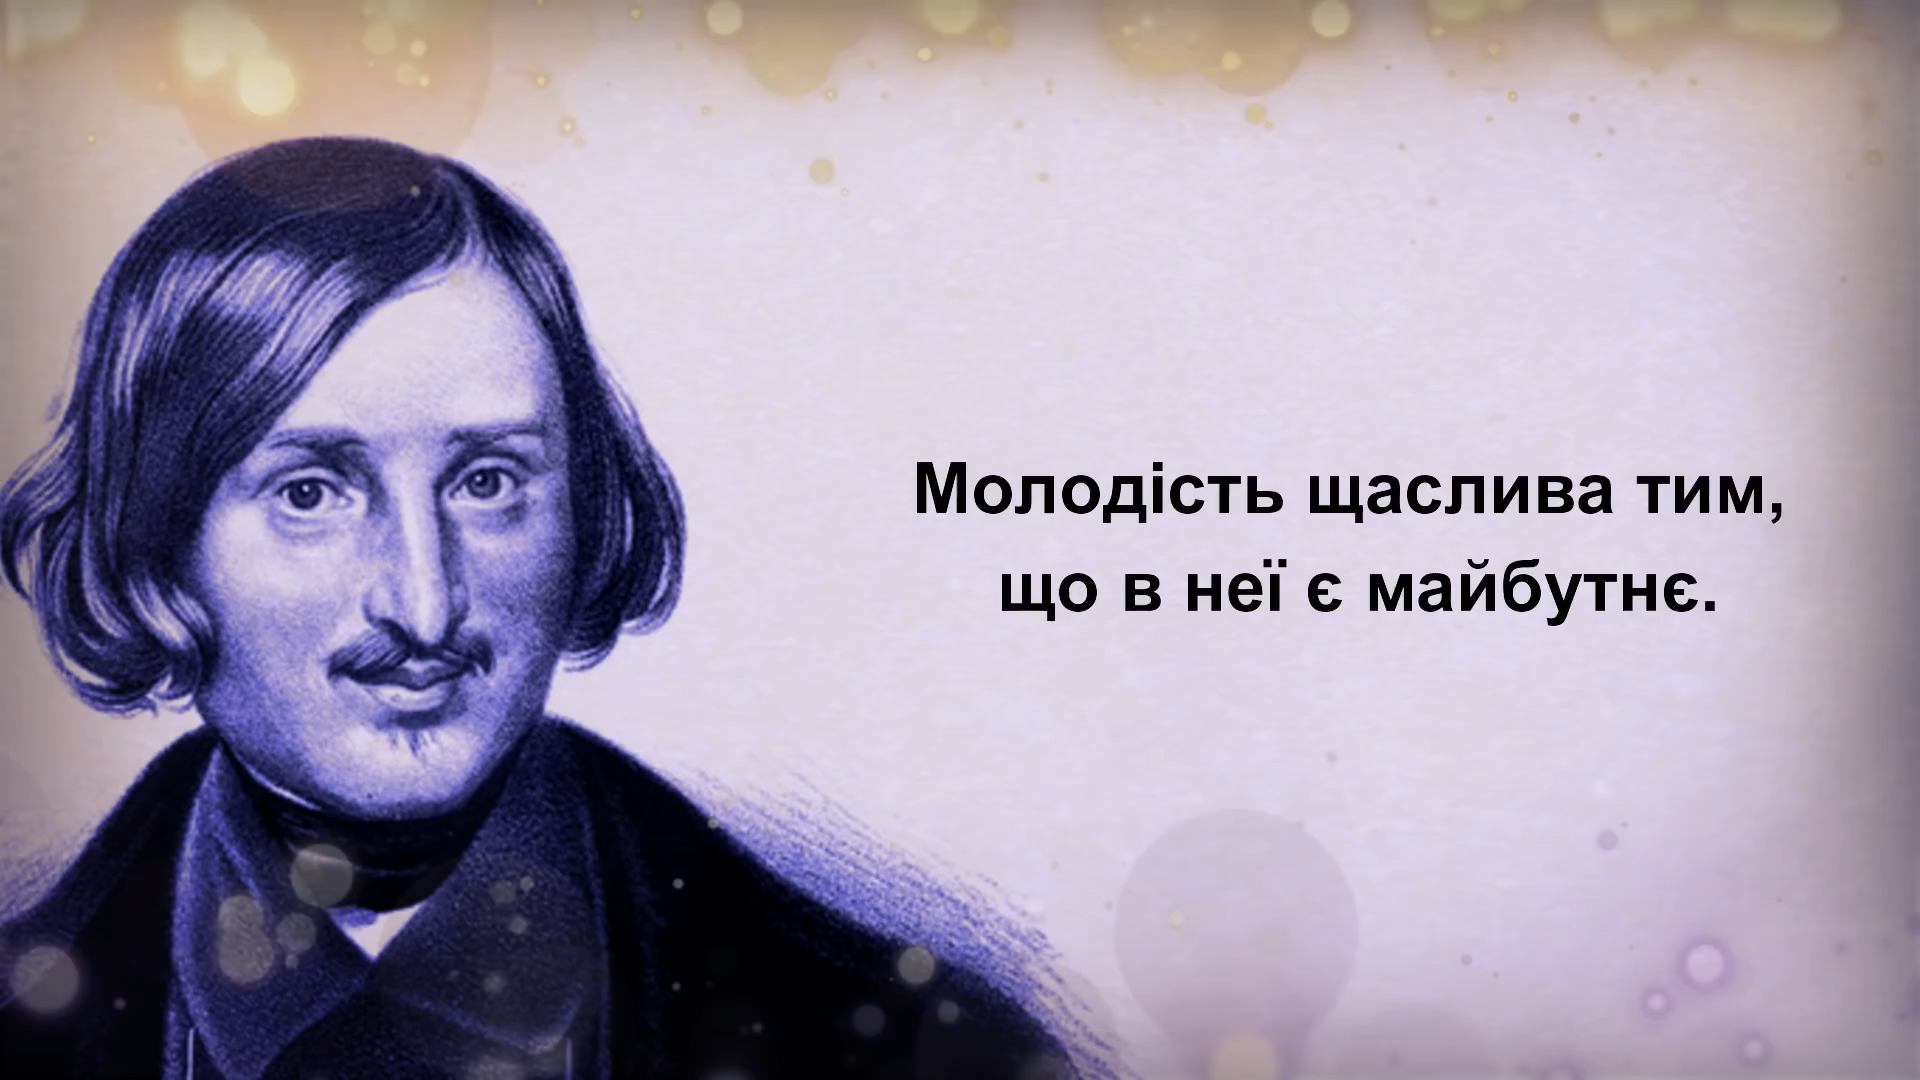 Молодість щаслива тим,
що в неї є майбутнє.